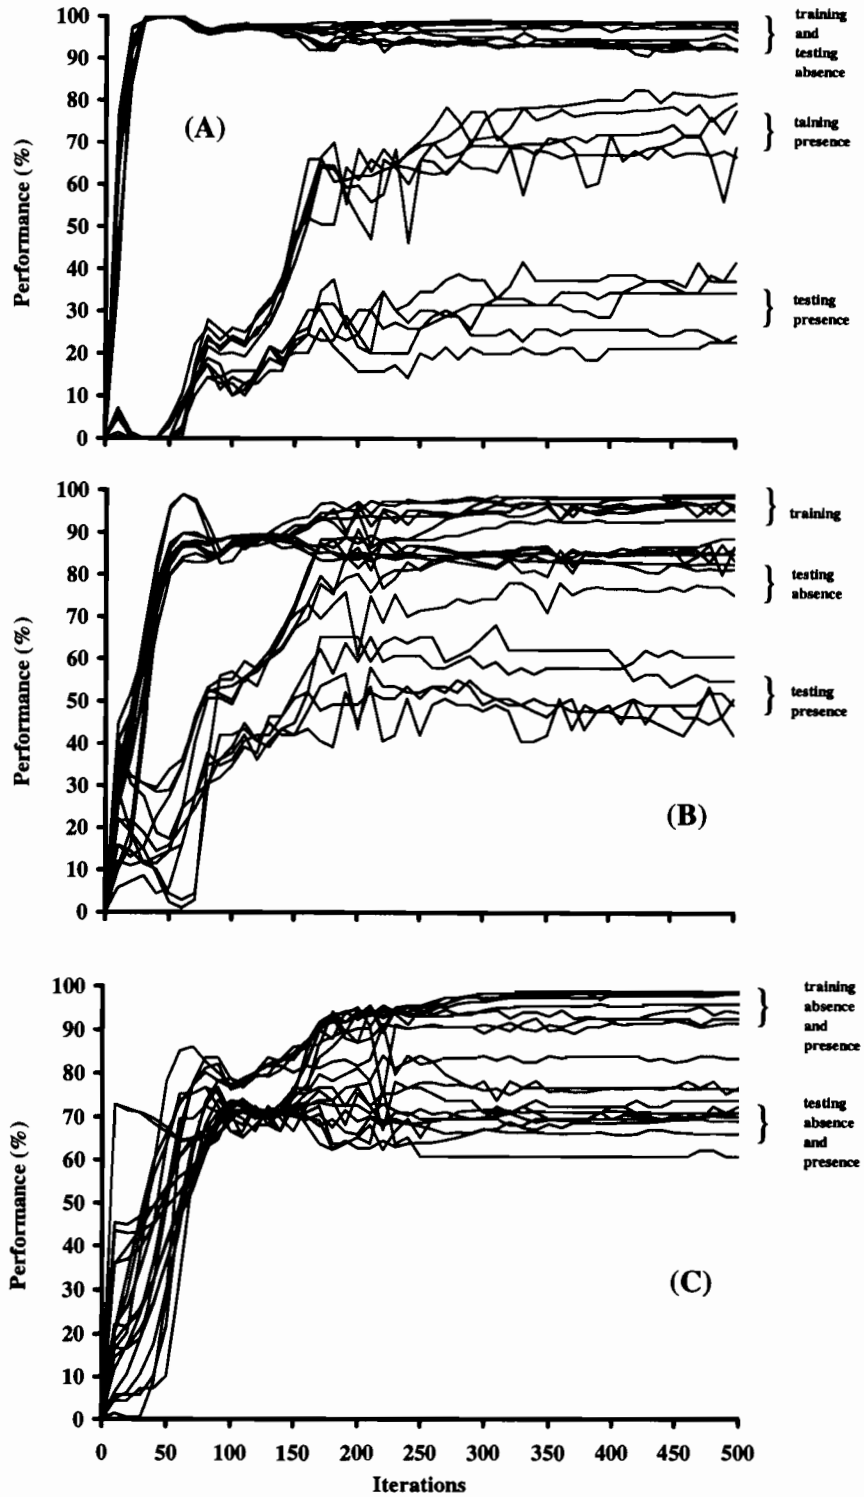 100
90
80
70
60
50
40
30
20
10
0
Performance (%)
(A)
training
and
testing
absence
taining
presence
testing
presence
100
90
80
70
60
50
40
30
20
10
0
Performance (%)
(B)
training
testing
absence
testing
presence
100
90
80
70
60
50
40
30
20
10
0
Performance (%)
(C)
training
absence
and
presence
testing
absence
and
presence
0 50 100 150 200 250 300 350 400 450 500
Iterations